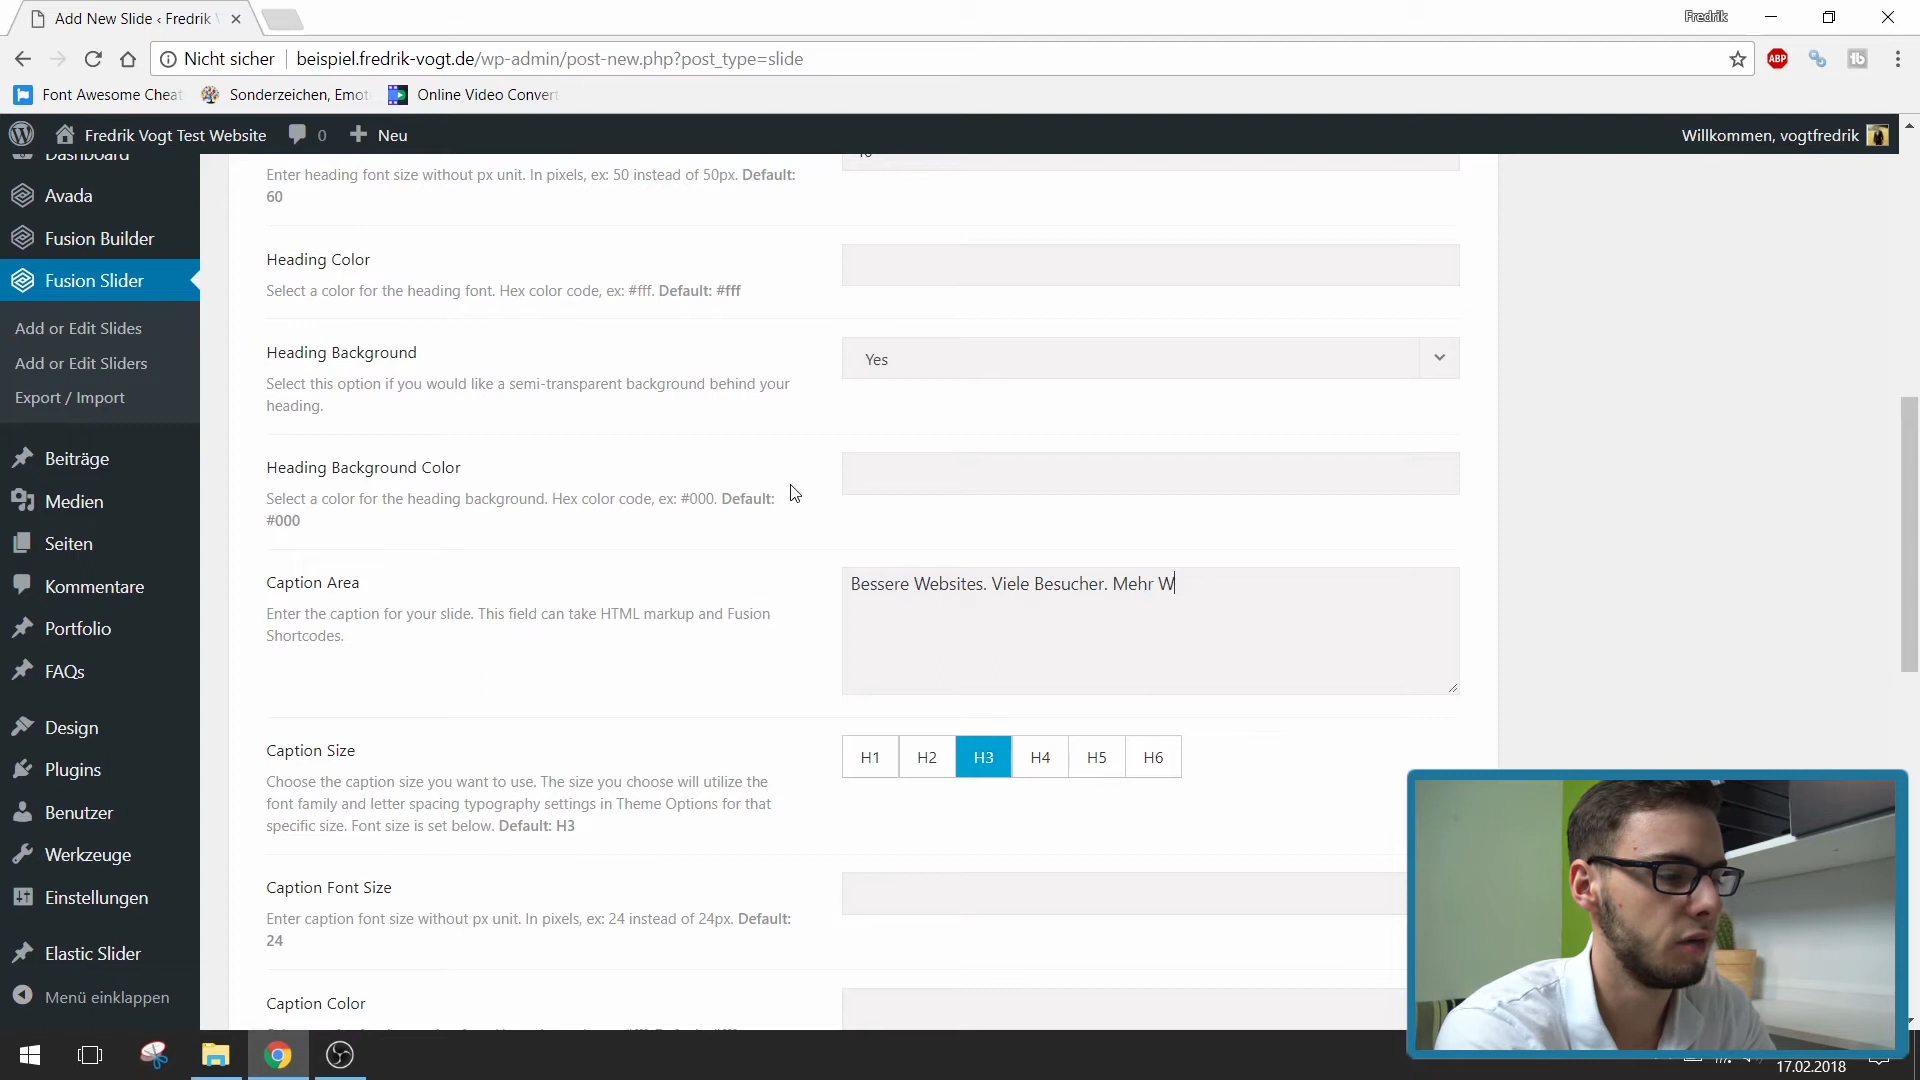 Add New Slide ‹ Fredrik
Fredrik
Nicht sicher
beispiel.fredrik-vogt.de/wp-admin/post-new.php?post_type=slide
ABP
Font Awesome Cheat
Sonderzeichen, Emot
Online Video Convert
Fredrik Vogt Test Website
0
Neu
Willkommen, vogtfredrik
Dashboard
Avada
Fusion Builder
Fusion Slider
Add or Edit Slides
Add or Edit Sliders
Export / Import
Beiträge
Medien
Seiten
Kommentare
Portfolio
FAQs
Design
Plugins
Benutzer
Werkzeuge
Einstellungen
Elastic Slider
Menü einklappen
Enter heading font size without px unit. In pixels, ex: 50 instead of 50px. Default:
60
Heading Color
Select a color for the heading font. Hex color code, ex: #fff. Default: #fff
Heading Background
Select this option if you would like a semi-transparent background behind your
heading.
Yes
Heading Background Color
Select a color for the heading background. Hex color code, ex: #000. Default:
#000
Caption Area
Enter the caption for your slide. This field can take HTML markup and Fusion
Shortcodes.
Bessere Websites. Viele Besucher. Mehr W
Caption Size
Choose the caption size you want to use. The size you choose will utilize the
font family and letter spacing typography settings in Theme Options for that
specific size. Font size is set below. Default: H3
H1 H2 H3 H4 H5 H6
Caption Font Size
Enter caption font size without px unit. In pixels, ex: 24 instead of 24px. Default:
24
Caption Color
17.02.2018